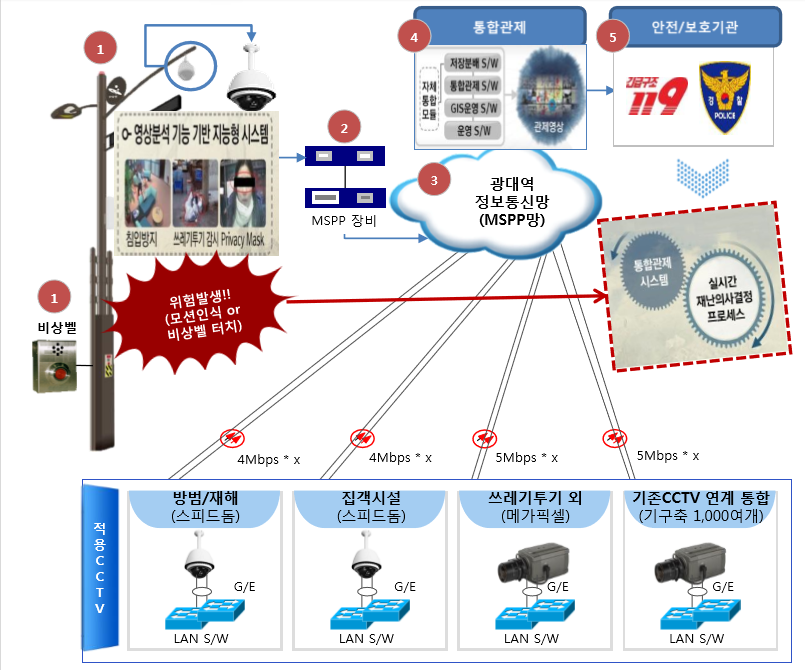 1
영상분석 기능 기반 지능형 시스템
침입방지
쓰레기투기 감시
Privacy Mask
2
MSPP 장비
3
광대역
정보통신망
(MSPP망)
4
통합관제
자체
통합
모듈
저장분배 S/W
통합관제 S/W
GIS운영 S/W
운영 S/W
관제영상
5
안전/보호기관
긴급구조
119
경찰
POLICE
통합관제
시스템
실시간
재난의사결정
프로세스
1
비상벨
위험발생!!
(모션인식 or
비상벨 터치)
4Mbps * x
4Mbps * x
5Mbps * x
5Mbps * x
적용CCTV
방범/재해
(스피드돔)
G/E
LAN S/W
집객시설
(스피드돔)
G/E
LAN S/W
쓰레기투기 외
(메가픽셀)
G/E
LAN S/W
기존CCTV 연계 통합
(기구축 1,000여개)
G/E
LAN S/W